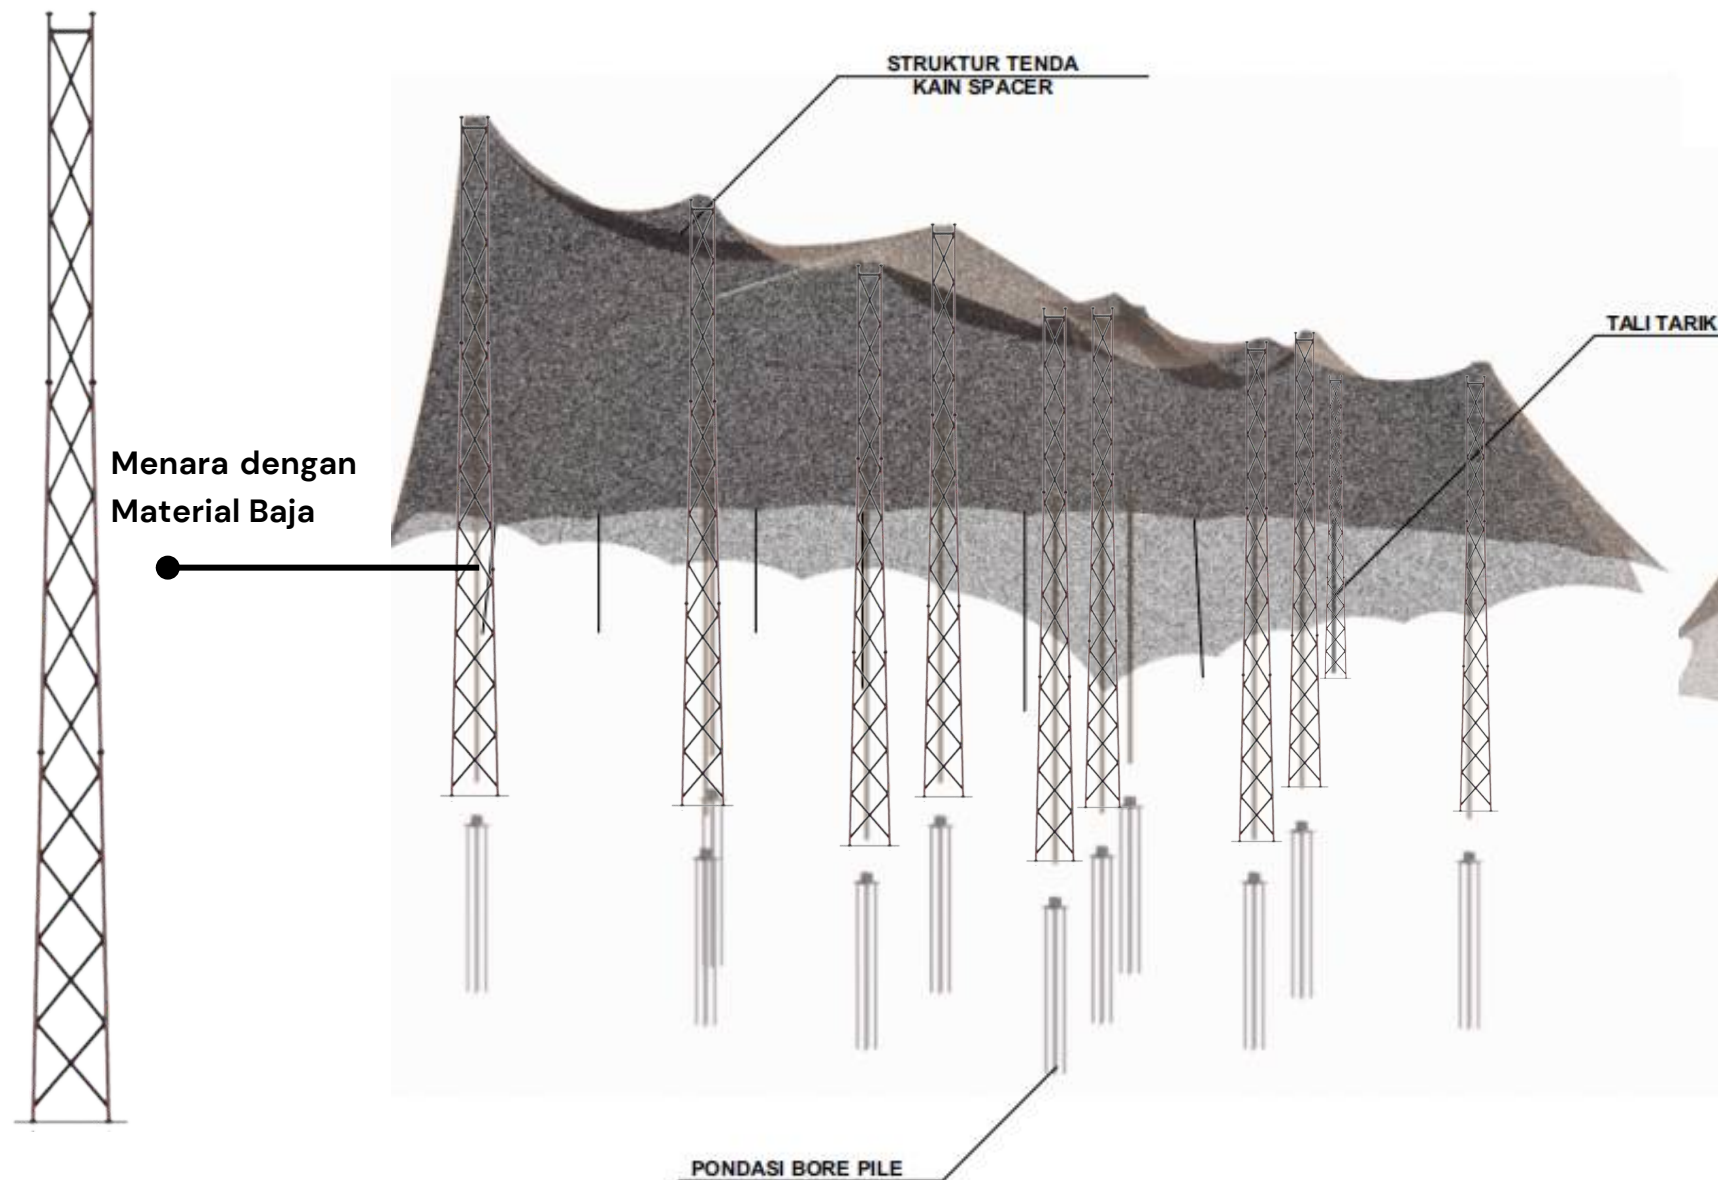 STRUKTUR TENDA
KAIN SPACER
TALI TARIK
Menara dengan
Material Baja
PONDASI BORE PILE